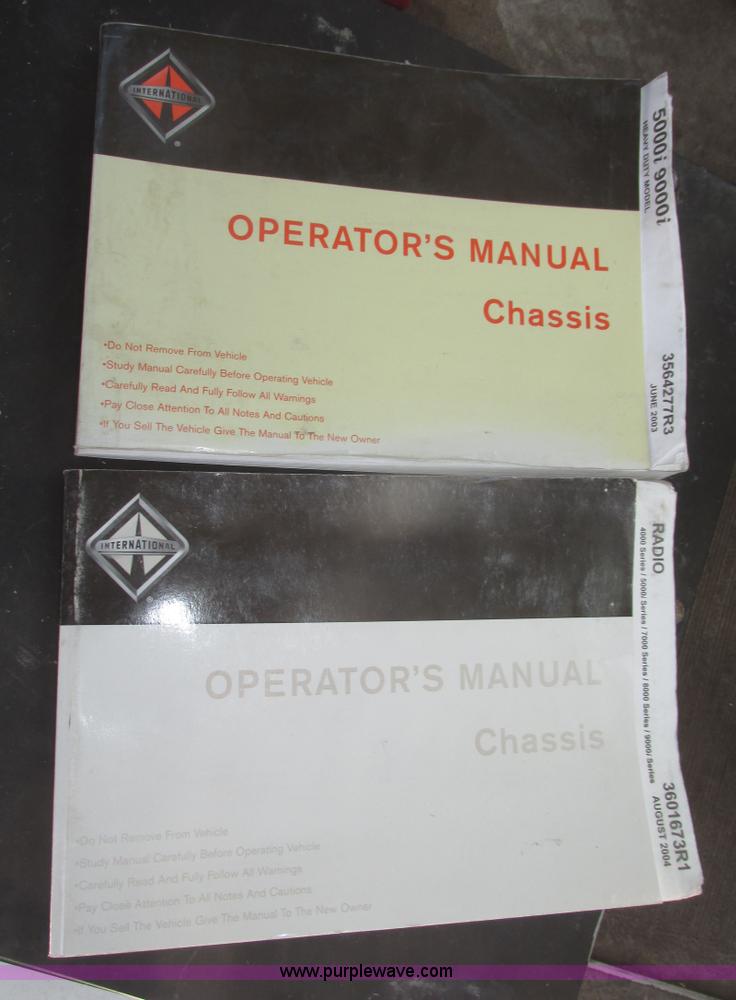 INTERNATIONAL
®
OPERATOR'S MANUAL
Chassis
•Do Not Remove From Vehicle
•Study Manual Carefully Before Operating Vehicle
•Carefully Read And Fully Follow All Warnings
•Pay Close Attention To All Notes And Cautions
•If You Sell The Vehicle Give The Manual To The New Owner
5000i 9000i
HEAVY DUTY MODEL
3564277R3
JUNE 2003
INTERNATIONAL
®
OPERATOR'S MANUAL
Chassis
•Do Not Remove From Vehicle
•Study Manual Carefully Before Operating Vehicle
•Carefully Read And Fully Follow All Warnings
•Pay Close Attention To All Notes And Cautions
•If You Sell The Vehicle Give The Manual To The New Owner
RADIO
4000 Series / 5000i Series / 7000 Series / 8000 Series / 9000i Series
3601673R1
AUGUST 2004
www.purplewave.com